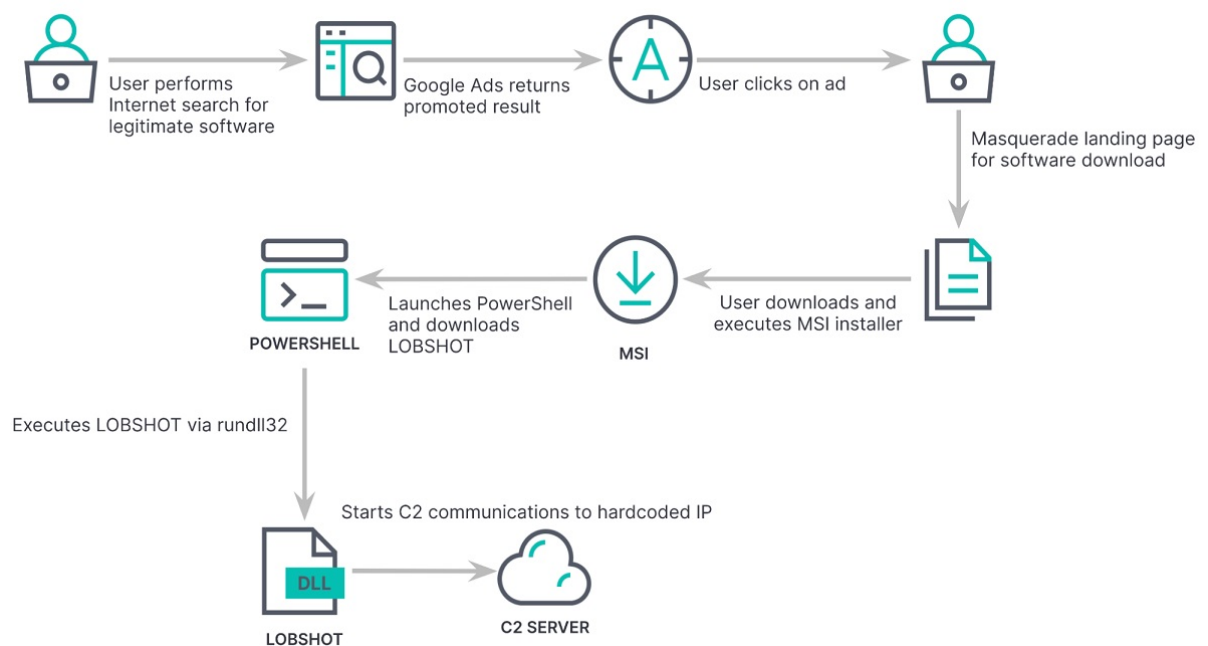 User performs
Internet search for
legitimate software
Google Ads returns
promoted result
A
User clicks on ad
Masquerade landing page
for software download
User downloads and
executes MSI installer
MSI
Launches PowerShell
and downloads
LOBSHOT
>_
POWERSHELL
Executes LOBSHOT via rundll32
Starts C2 communications to hardcoded IP
DLL
LOBSHOT
C2 SERVER